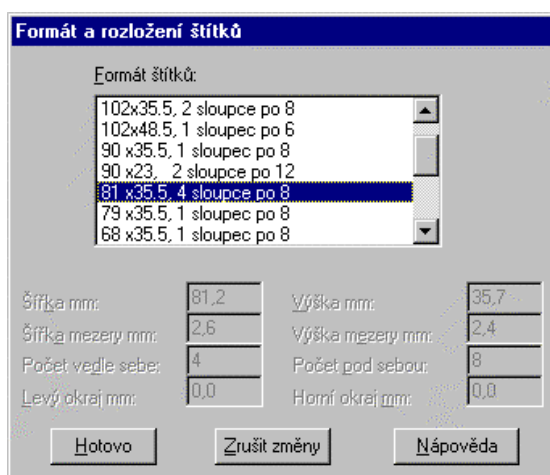 Formát a rozložení štítků
Formát štítků:
102x35.5, 2 sloupce po 8
102x48.5, 1 sloupec po 6
90 x35.5, 1 sloupec po 8
90 x23,   2 sloupce po 12
81 x35.5, 4 sloupce po 8
79 x35.5, 1 sloupec po 8
68 x35.5, 1 sloupec po 8
Šířka mm: 81,2 Výška mm: 35,7
Šířka mezery mm: 2,6 Výška mezery mm: 2,4
Počet vedle sebe: 4 Počet pod sebou: 8
Levý okraj mm: 0,0 Horní okraj mm: 0,0
Hotovo Zrušit změny Nápověda